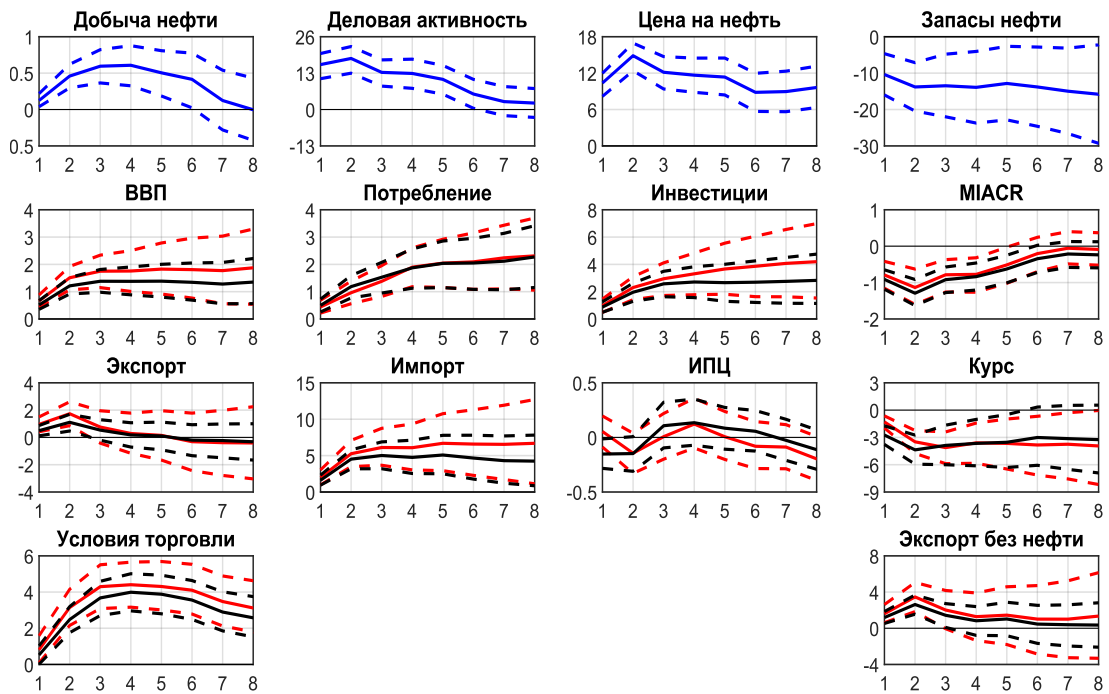 Добыча нефти Деловая активность Цена на нефть Запасы нефти
1 26 18 0
0.5 13 12 -10
0 0 6 -20
0.5 -13 0 -30
1 2 3 4 5 6 7 8 1 2 3 4 5 6 7 8 1 2 3 4 5 6 7 8 1 2 3 4 5 6 7 8
ВВП Потребление Инвестиции MIACR
4 4 8 1
3 3 6 0
2 2 4 -1
1 1 2
0 0 0 -2
1 2 3 4 5 6 7 8 1 2 3 4 5 6 7 8 1 2 3 4 5 6 7 8 1 2 3 4 5 6 7 8
Экспорт Импорт ИПЦ Курс
4 15 0.5 3
2 10 0 0
0 5 -0.5 -3
-2 0 -6
-4 -9
1 2 3 4 5 6 7 8 1 2 3 4 5 6 7 8 1 2 3 4 5 6 7 8 1 2 3 4 5 6 7 8
Условия торговли Экспорт без нефти
6 8
4 4
2 0
0 -4
1 2 3 4 5 6 7 8 1 2 3 4 5 6 7 8